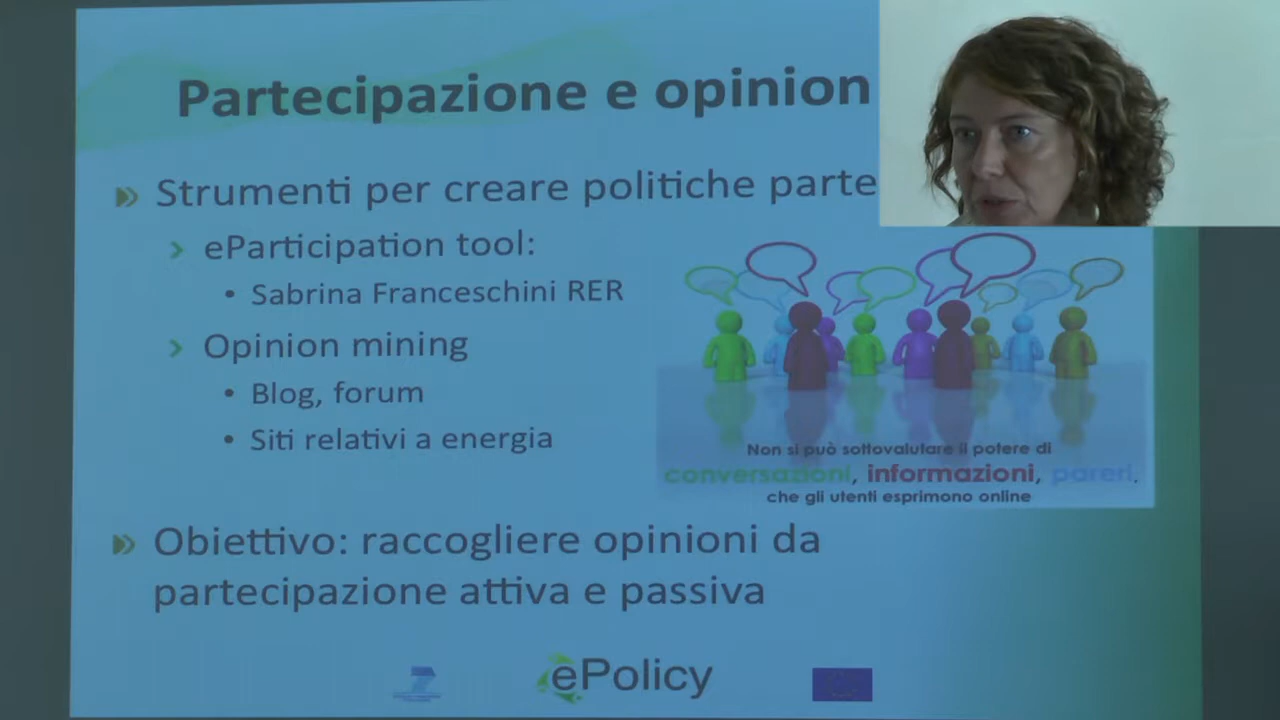 Partecipazione e opinion
Strumenti per creare politiche parte
eParticipation tool:
Sabrina Franceschini RER
Opinion mining
Blog, forum
Siti relativi a energia
Non si può sottovalutare il potere di
conversazioni, informazioni, pareri,
che gli utenti esprimono online
Obiettivo: raccogliere opinioni da
partecipazione attiva e passiva
ePolicy